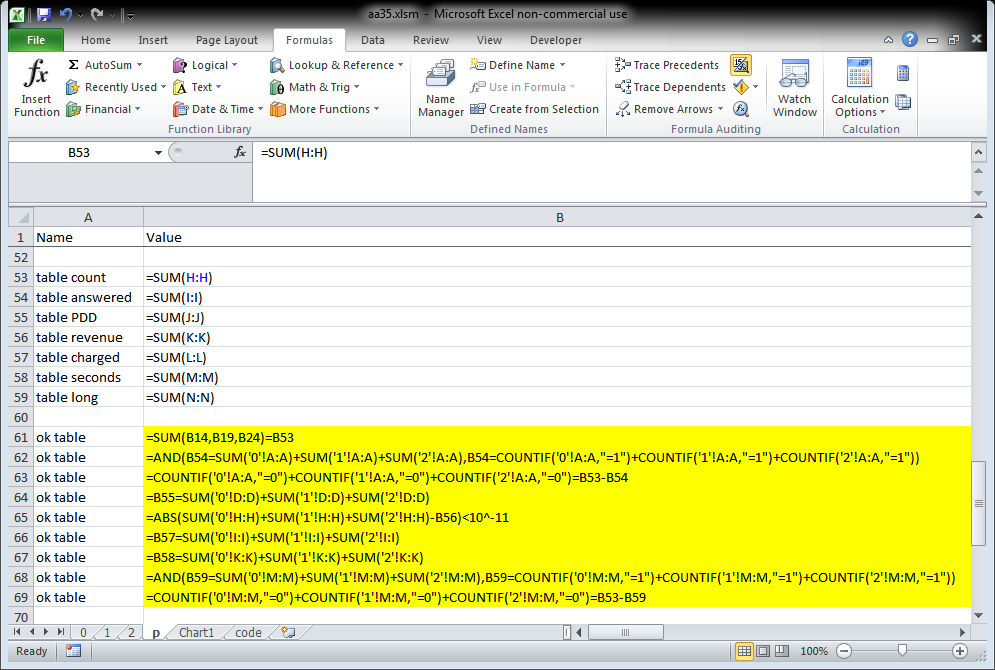 aa35.xlsm - Microsoft Excel non-commercial use
File Home Insert Page Layout Formulas Data Review View Developer
fx Σ AutoSum Logical Lookup & Reference Define Name Trace Precedents
Recently Used Text Math & Trig Use in Formula Trace Dependents
Insert Function Financial Date & Time More Functions Name Manager Create from Selection Remove Arrows Watch Window Calculation Options
Function Library Defined Names Formula Auditing Calculation
B53 fx =SUM(H:H)
A B
1 Name Value
52
53 table count =SUM(H:H)
54 table answered =SUM(I:I)
55 table PDD =SUM(J:J)
56 table revenue =SUM(K:K)
57 table charged =SUM(L:L)
58 table seconds =SUM(M:M)
59 table long =SUM(N:N)
60
61 ok table =SUM(B14,B19,B24)=B53
62 ok table =AND(B54=SUM('0'!A:A)+SUM('1'!A:A)+SUM('2'!A:A),B54=COUNTIF('0'!A:A,"=1")+COUNTIF('1'!A:A,"=1")+COUNTIF('2'!A:A,"=1"))
63 ok table =COUNTIF('0'!A:A,"=0")+COUNTIF('1'!A:A,"=0")+COUNTIF('2'!A:A,"=0")=B53-B54
64 ok table =B55=SUM('0'!D:D)+SUM('1'!D:D)+SUM('2'!D:D)
65 ok table =ABS(SUM('0'!H:H)+SUM('1'!H:H)+SUM('2'!H:H)-B56)<10^-11
66 ok table =B57=SUM('0'!I:I)+SUM('1'!I:I)+SUM('2'!I:I)
67 ok table =B58=SUM('0'!K:K)+SUM('1'!K:K)+SUM('2'!K:K)
68 ok table =AND(B59=SUM('0'!M:M)+SUM('1'!M:M)+SUM('2'!M:M),B59=COUNTIF('0'!M:M,"=1")+COUNTIF('1'!M:M,"=1")+COUNTIF('2'!M:M,"=1"))
69 ok table =COUNTIF('0'!M:M,"=0")+COUNTIF('1'!M:M,"=0")+COUNTIF('2'!M:M,"=0")=B53-B59
70
0 1 2 p Chart1 code
Ready 100%